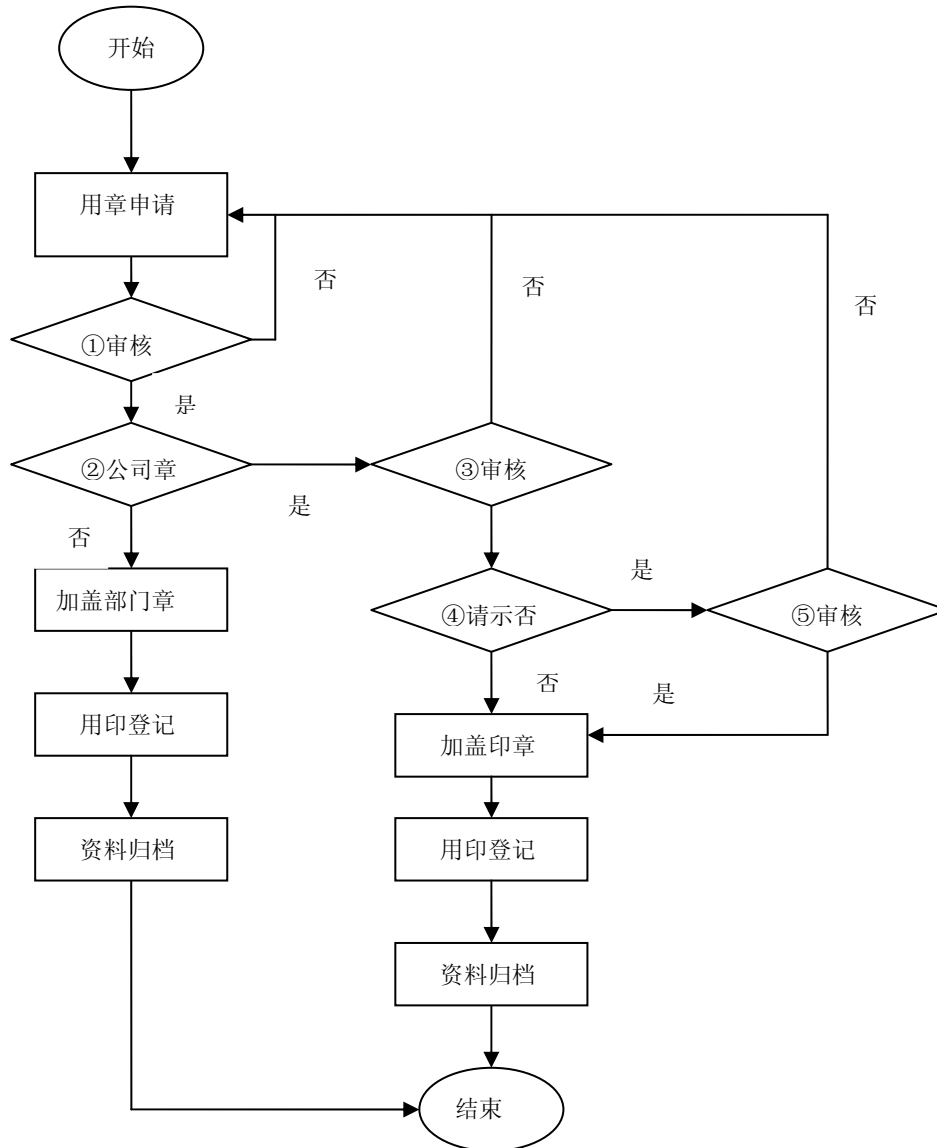 开始
用章申请
否
否
否
①审核
是
②公司章
③审核
是
否
是
加盖部门章
④请示否
⑤审核
否
是
用印登记
加盖印章
资料归档
用印登记
资料归档
结束